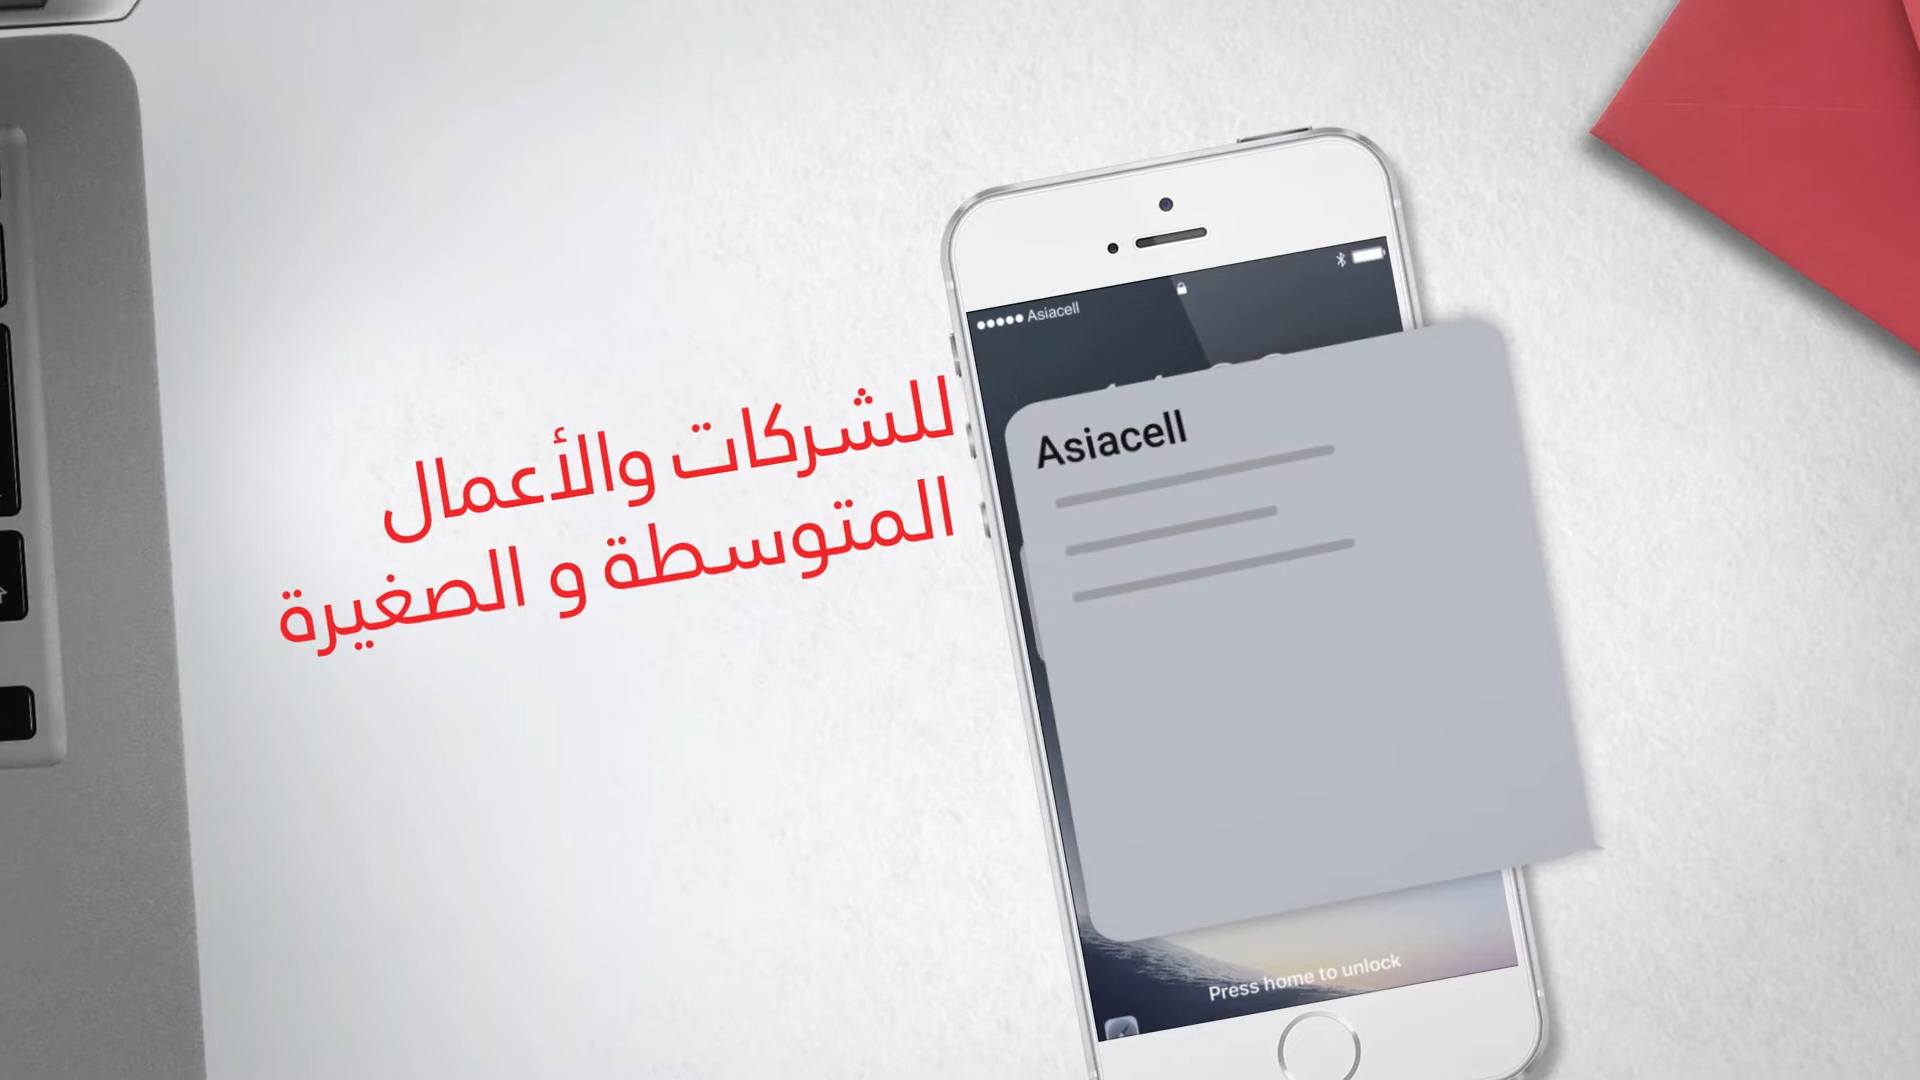 للشركات والأعمال
المتوسطة و الصغيرة
Asiacell
Asiacell
Press home to unlock